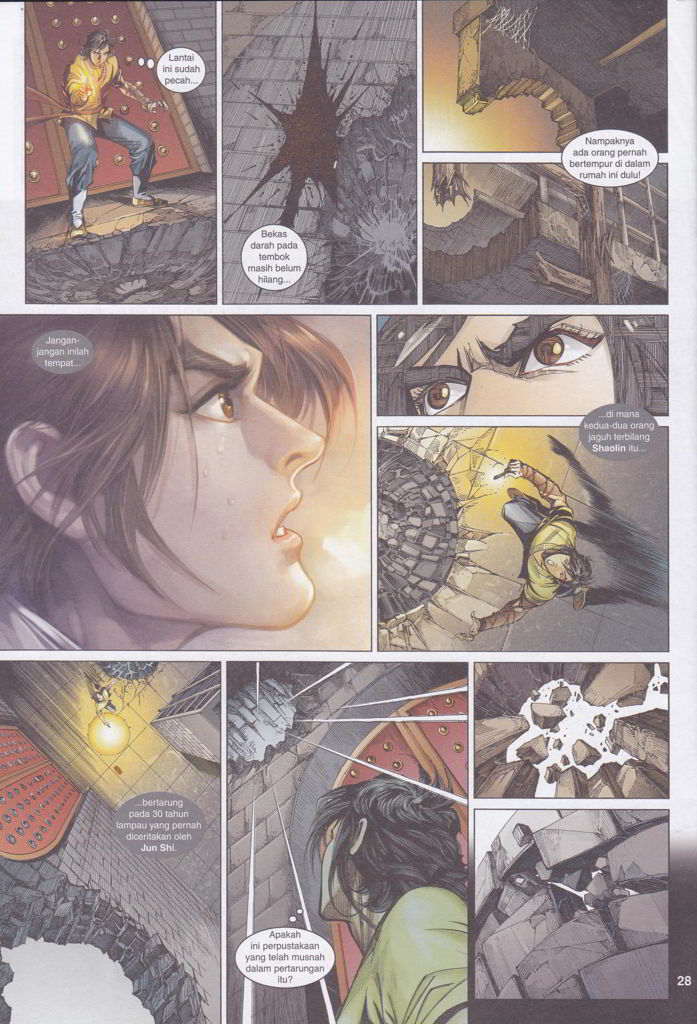 Lantai
ini sudah
pecah...
Bekas
darah pada
tembok
masih belum
hilang...
Nampaknya
ada orang pernah
bertempur di dalam
rumah ini dulu!
Jangan-
jangan inilah
tempat...
...di mana
kedua-dua orang
jaguh terbilang
Shaolin itu...
...bertarung
pada 30 tahun
lampau yang pernah
diceritakan oleh
Jun Shi.
Apakah
ini perpustakaan
yang telah musnah
dalam pertarungan
itu?
28